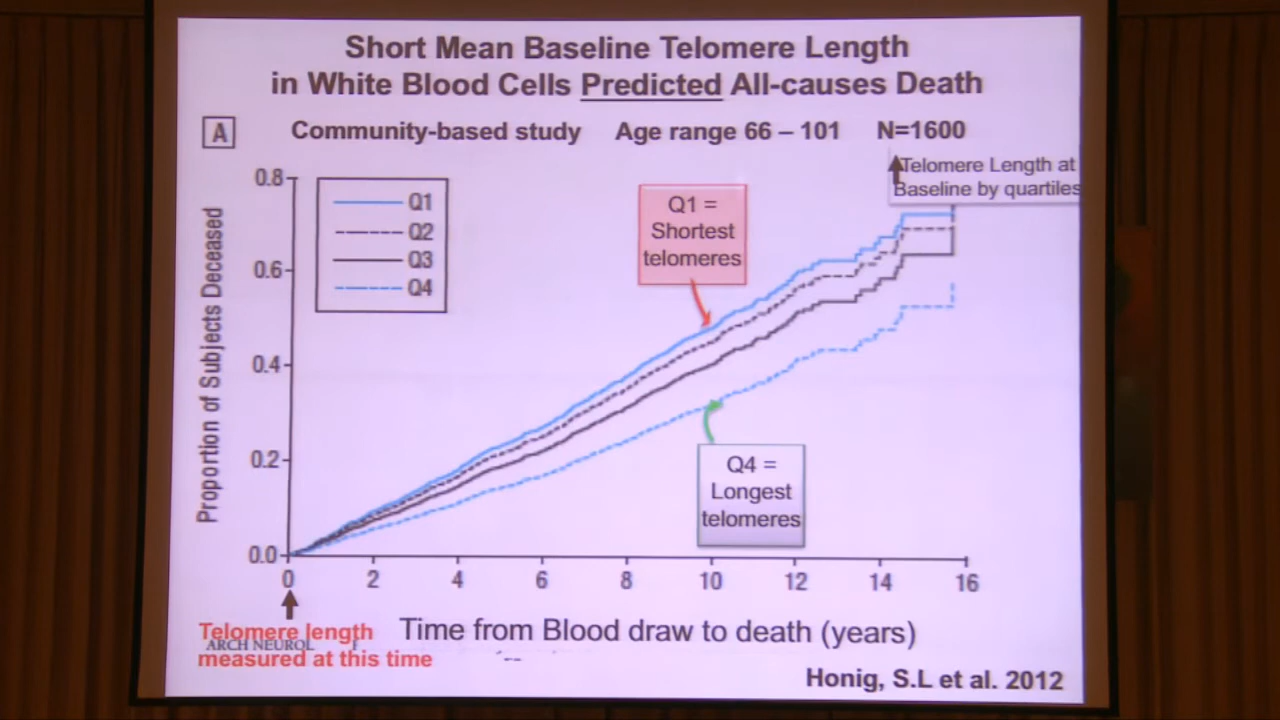 Short Mean Baseline Telomere Length
in White Blood Cells Predicted All-causes Death
A
Community-based study Age range 66 – 101 N=1600
Telomere Length at
Baseline by quartiles
Proportion of Subjects Deceased
0.8
0.6
0.4
0.2
0.0
Q1
Q2
Q3
Q4
Q1 =
Shortest
telomeres
Q4 =
Longest
telomeres
0 2 4 6 8 10 12 14 16
Telomere length
ARCH NEUROL
measured at this time
Time from Blood draw to death (years)
Honig, S.L et al. 2012